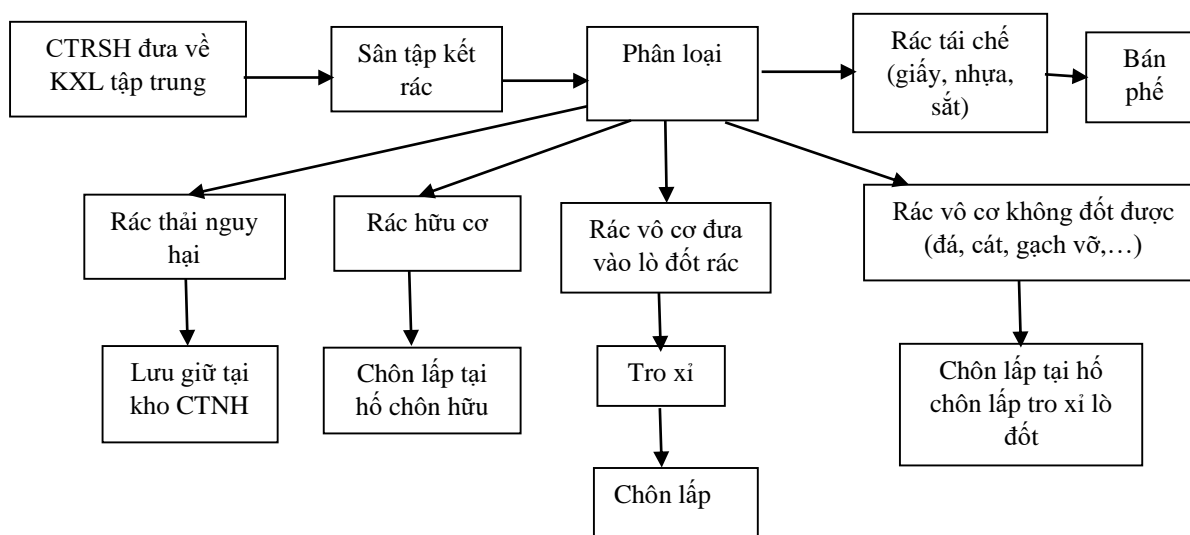 CTRSH đưa về
KXL tập trung
Sân tập kết
rác
Phân loại
Rác tái chế
(giấy, nhựa,
sắt)
Bán
phế
Rác thải nguy
hại
Rác hữu cơ
Rác vô cơ đưa
vào lò đốt rác
Rác vô cơ không đốt được
(đá, cát, gạch vỡ,…)
Lưu giữ tại
kho CTNH
Chôn lấp tại
hố chôn hữu
Tro xỉ
Chôn lấp tại hố
chôn lấp tro xỉ lò
đốt
Chôn lấp